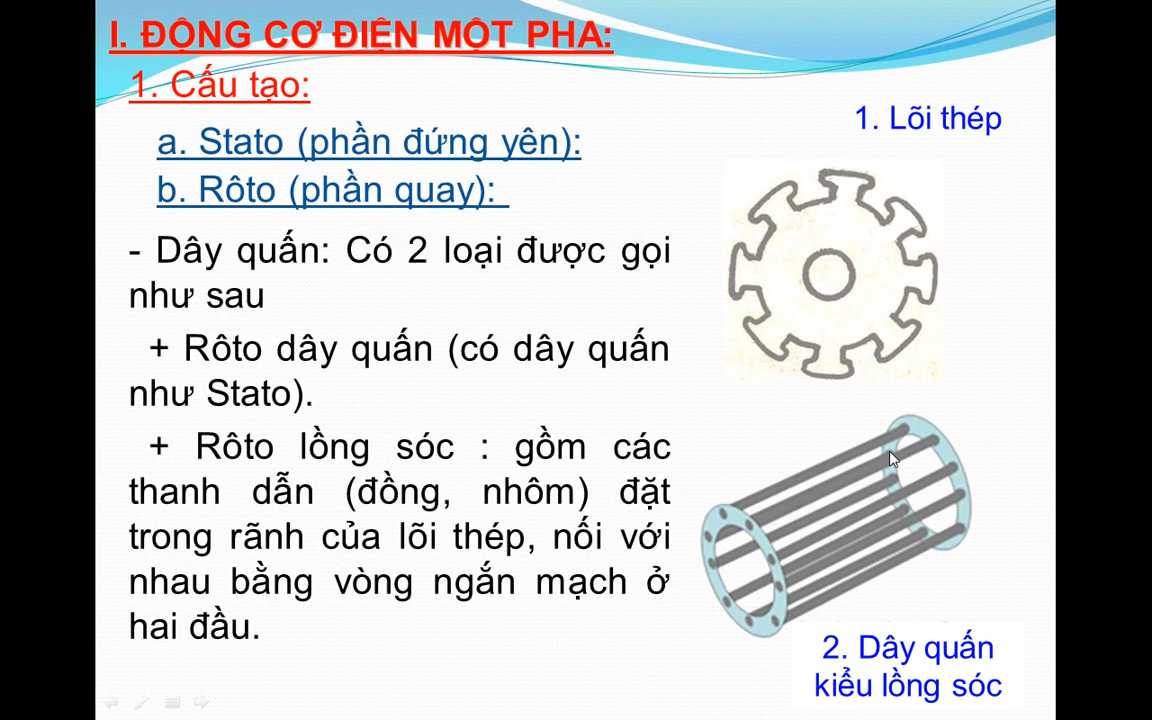 I. ĐỘNG CƠ ĐIỆN MỘT PHA:
1. Cấu tạo:
1. Lõi thép
a. Stato (phần đứng yên):
b. Rôto (phần quay):
- Dây quấn: Có 2 loại được gọi
như sau
+ Rôto dây quấn (có dây quấn
như Stato).
+ Rôto lồng sóc : gồm các
thanh dẫn (đồng, nhôm) đặt
trong rãnh của lõi thép, nối với
nhau bằng vòng ngắn mạch ở
hai đầu.
2. Dây quấn
kiểu lồng sóc